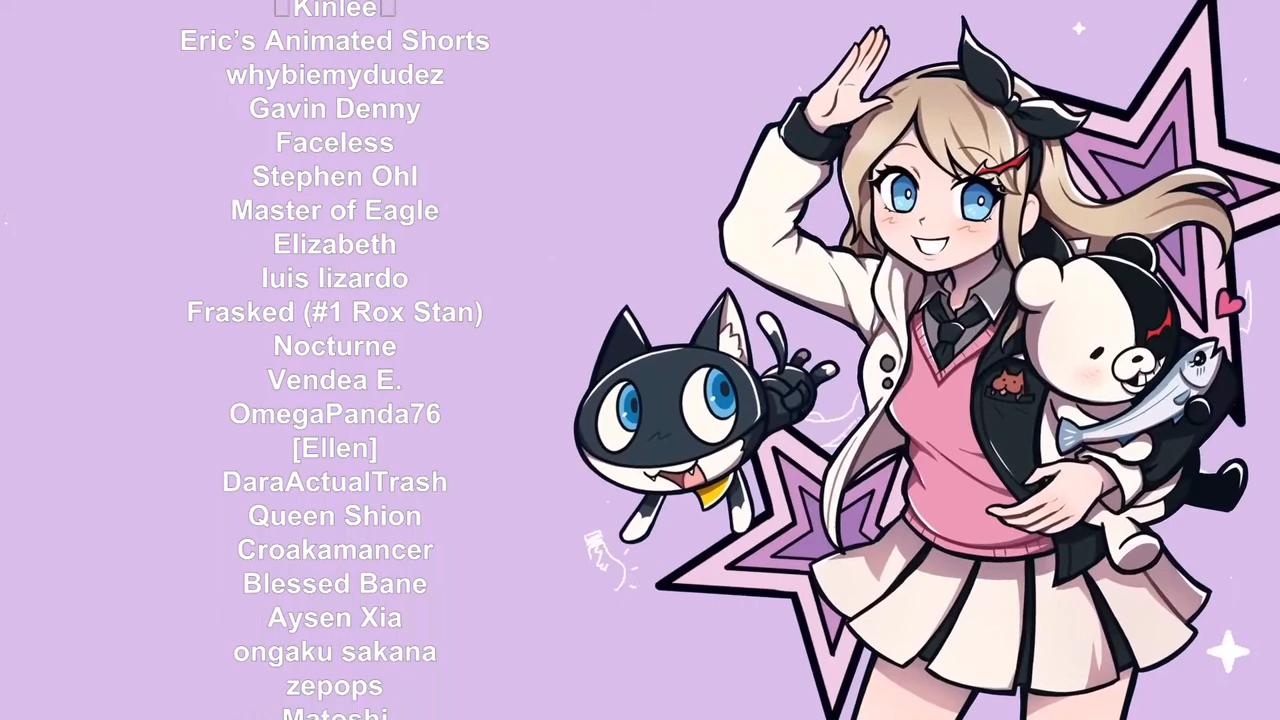 Kinlee
Eric’s Animated Shorts
whybiemydudez
Gavin Denny
Faceless
Stephen Ohl
Master of Eagle
Elizabeth
luis lizardo
Frasked (#1 Rox Stan)
Nocturne
Vendea E.
OmegaPanda76
[Ellen]
DaraActualTrash
Queen Shion
Croakamancer
Blessed Bane
Aysen Xia
ongaku sakana
zepops